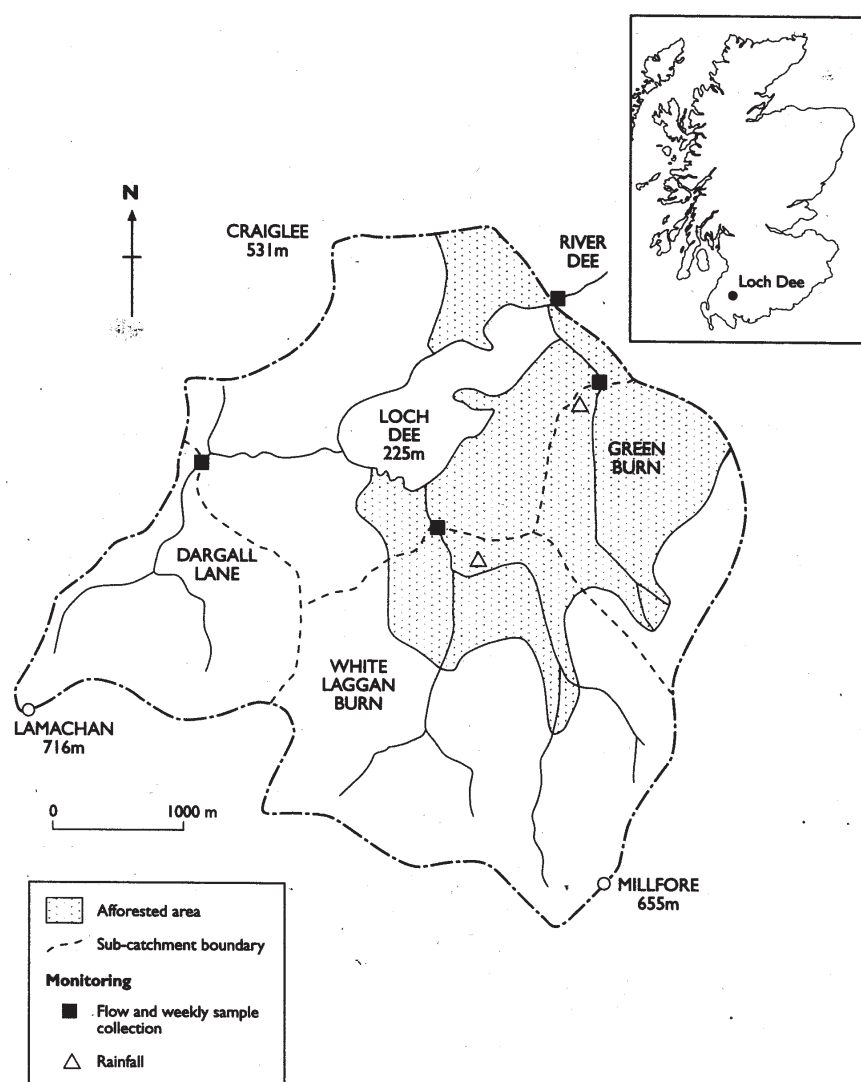 N
CRAIGLEE
531m
RIVER
DEE
Loch Dee
LOCH
DEE
225m
GREEN
BURN
DARGALL
LANE
WHITE
LAGGAN
BURN
LAMACHAN
716m
0 1000 m
MILLFORE
655m
Afforested area
Sub-catchment boundary
Monitoring
Flow and weekly sample
collection
Rainfall